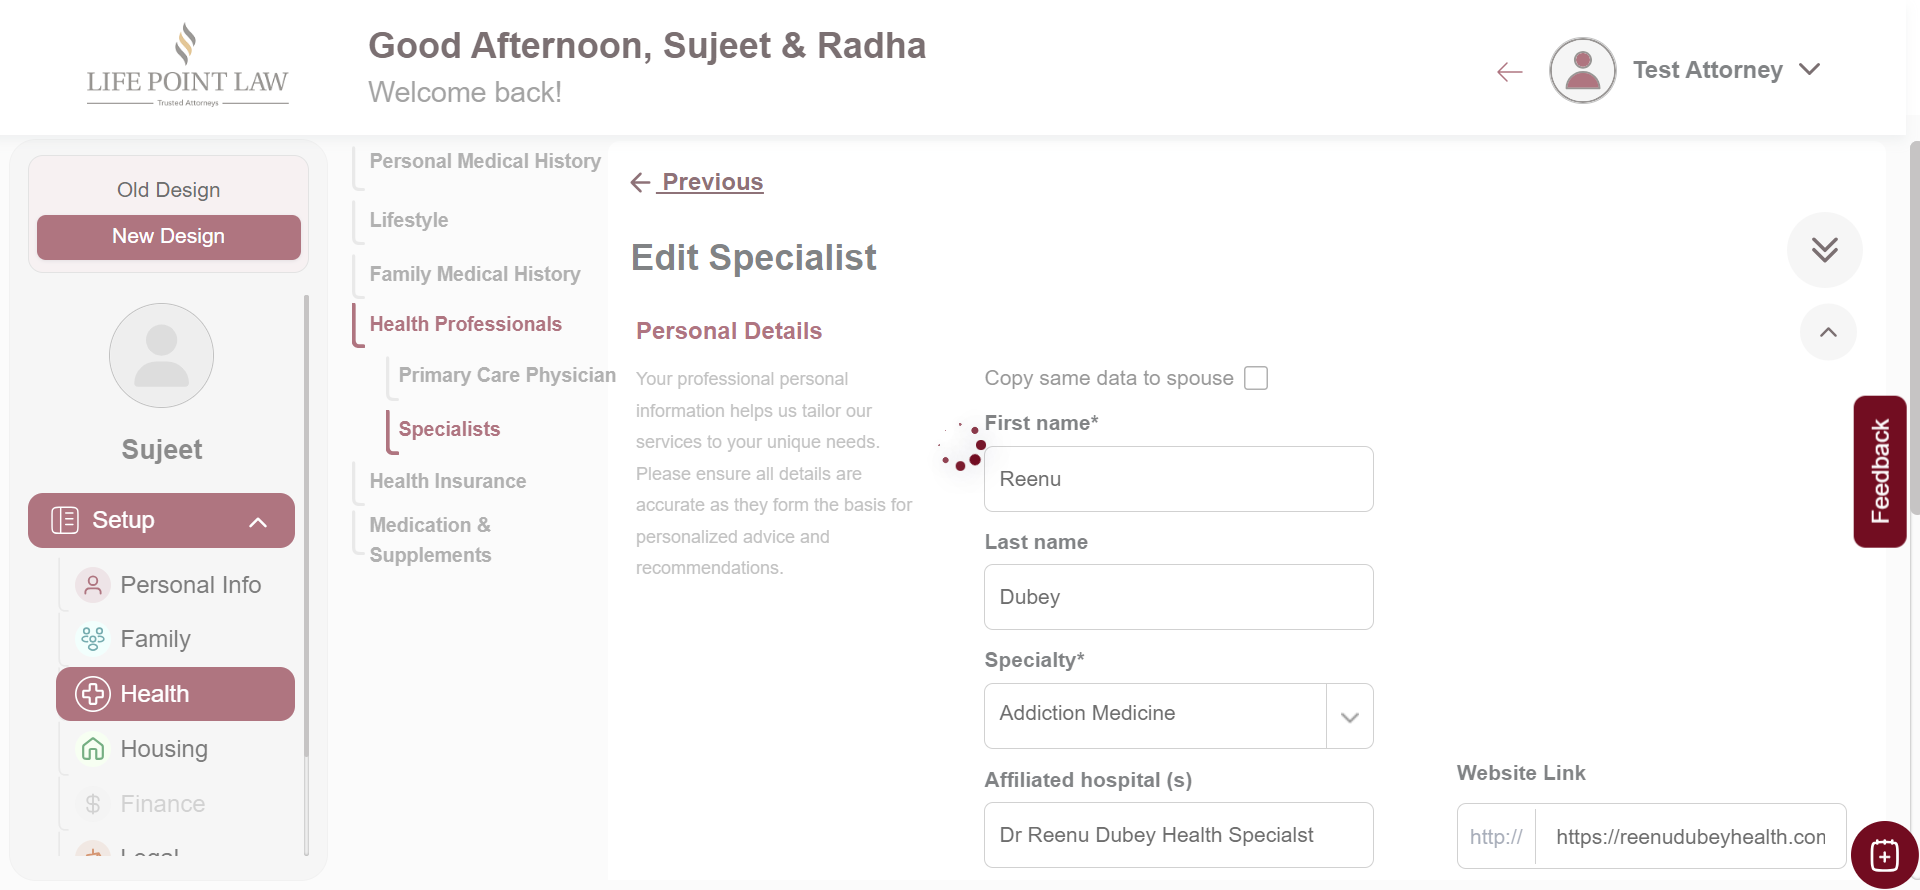 LIFE POINT LAW
Trusted Attorneys
Good Afternoon, Sujeet & Radha
Welcome back!
Test Attorney
Old Design
New Design
Sujeet
Setup
Personal Info
Family
Health
Housing
Finance
Legal
Personal Medical History
Lifestyle
Family Medical History
Health Professionals
Primary Care Physician
Specialists
Health Insurance
Medication &
Supplements
Previous
Edit Specialist
Personal Details
Your professional personal
information helps us tailor our
services to your unique needs.
Please ensure all details are
accurate as they form the basis for
personalized advice and
recommendations.
Copy same data to spouse
First name*
Reenu
Last name
Dubey
Specialty*
Addiction Medicine
Affiliated hospital (s)
Dr Reenu Dubey Health Specialst
Website Link
http:// https://reenudubeyhealth.con
Feedback